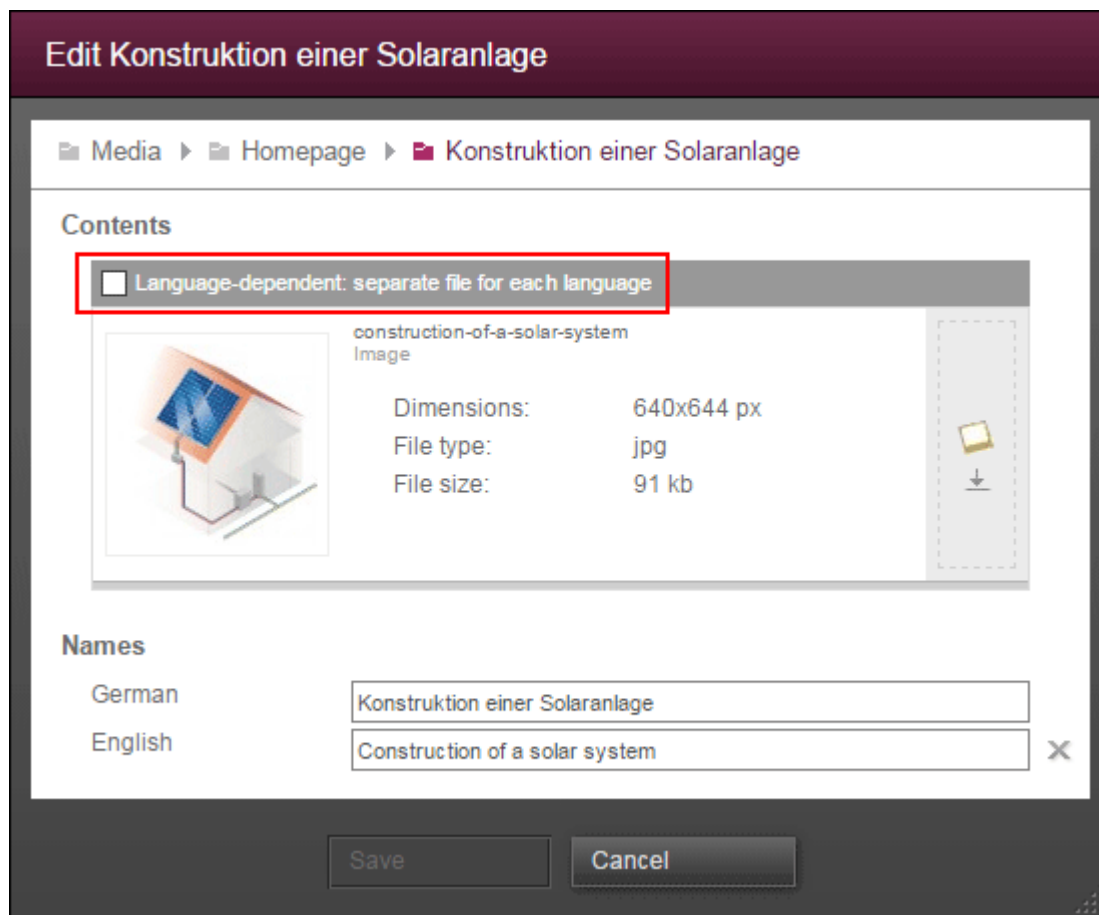 Edit Konstruktion einer Solaranlage
Media Homepage Konstruktion einer Solaranlage
Contents
Language-dependent: separate file for each language
construction-of-a-solar-system
Image
Dimensions: 640x644 px
File type: jpg
File size: 91 kb
Names
German Konstruktion einer Solaranlage
English Construction of a solar system
Save Cancel